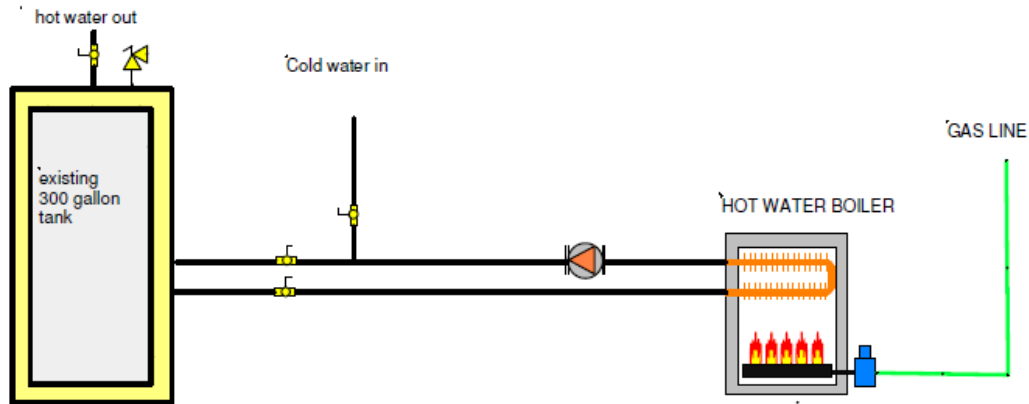 hot water out
Cold water in
GAS LINE
existing
300 gallon
tank
HOT WATER BOILER